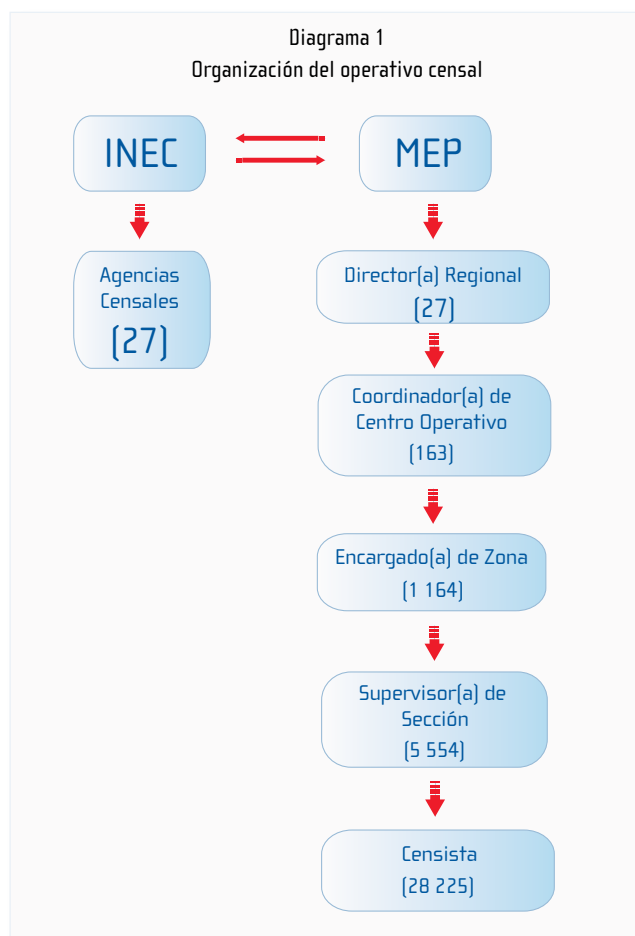 Diagrama 1
Organización del operativo censal
INEC
MEP
Agencias
Censales
(27)
Director(a) Regional
(27)
Coordinador(a) de
Centro Operativo
(163)
Encargado(a) de Zona
(1 164)
Supervisor(a) de
Sección
(5 554)
Censista
(28 225)